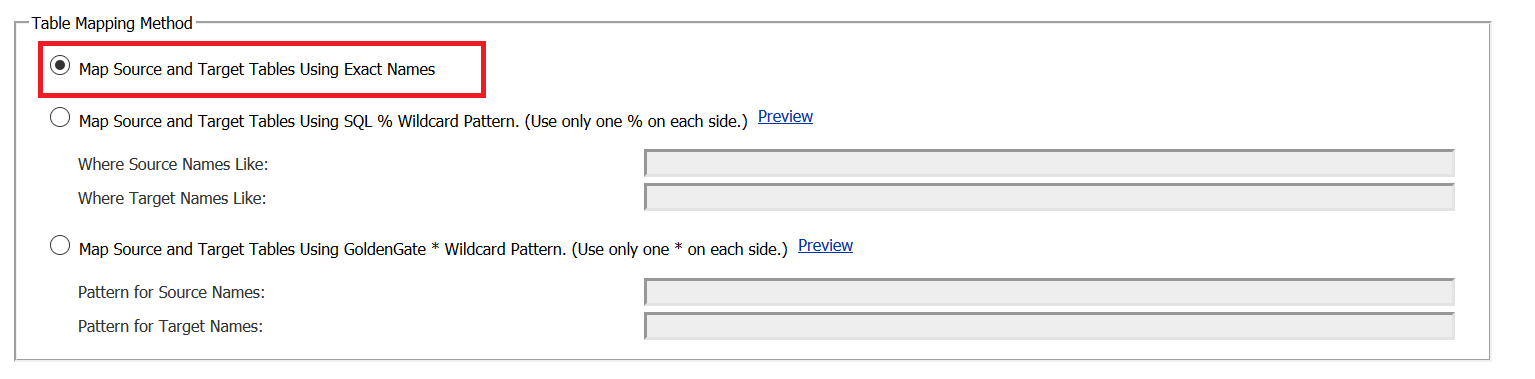 Table Mapping Method
Map Source and Target Tables Using Exact Names
Map Source and Target Tables Using SQL % Wildcard Pattern. (Use only one % on each side.) Preview
Where Source Names Like:
Where Target Names Like:
Map Source and Target Tables Using GoldenGate * Wildcard Pattern. (Use only one * on each side.) Preview
Pattern for Source Names:
Pattern for Target Names: